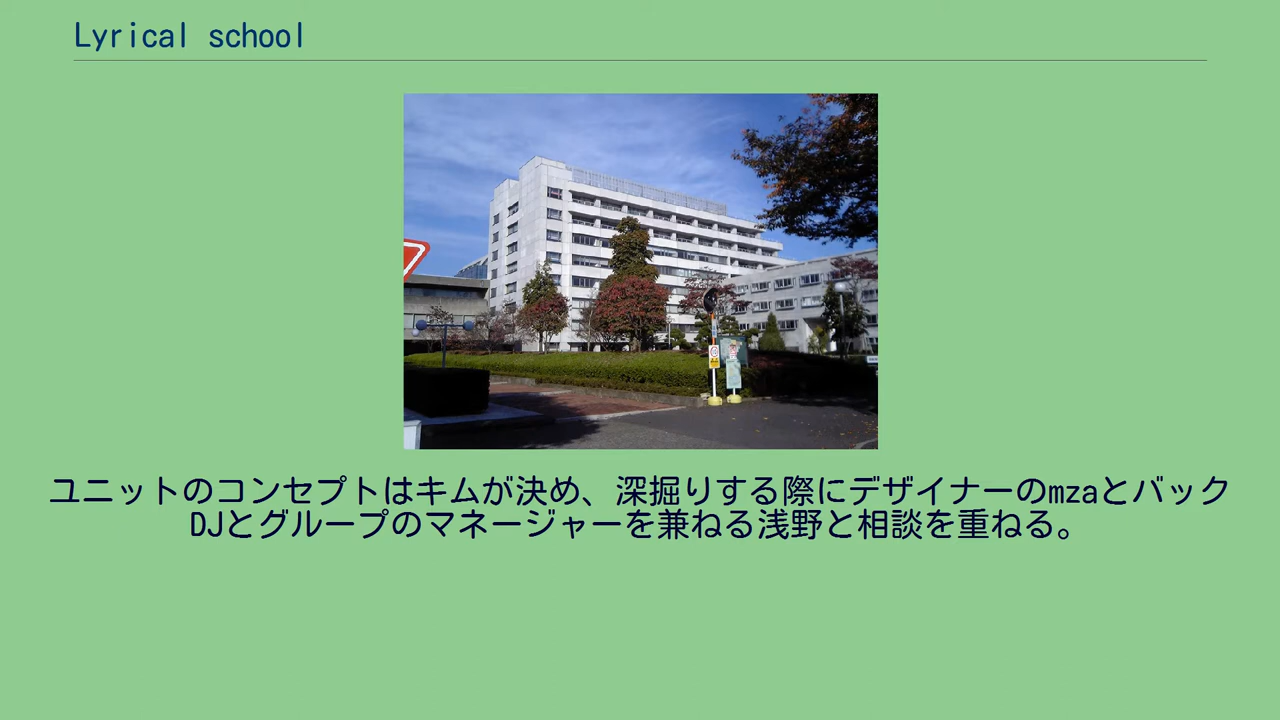 Lyrical school
ユニットのコンセプトはキムが決め、深掘りする際にデザイナーのmzaとバック
DJとグループのマネージャーを兼ねる浅野と相談を重ねる。